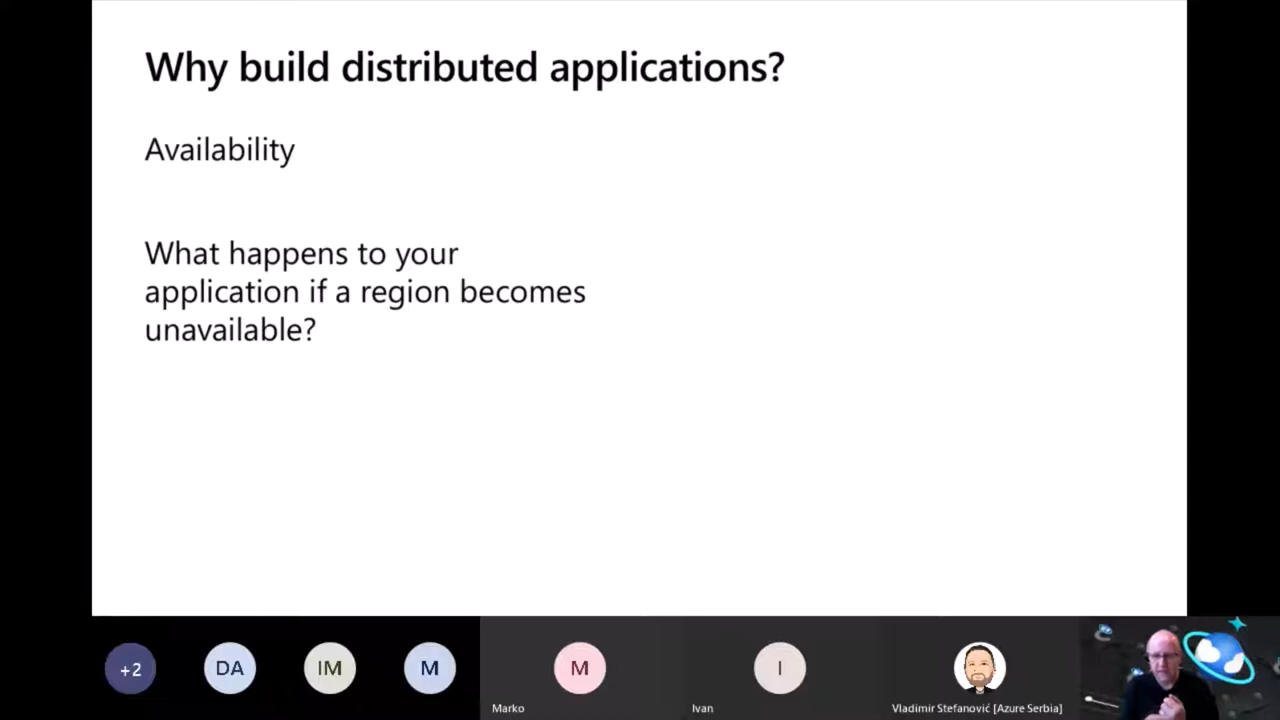 Why build distributed applications?
Availability
What happens to your
application if a region becomes
unavailable?
+2
DA
IM
M
M
I
Marko
Ivan
Vladimir Stefanović [Azure Serbia]